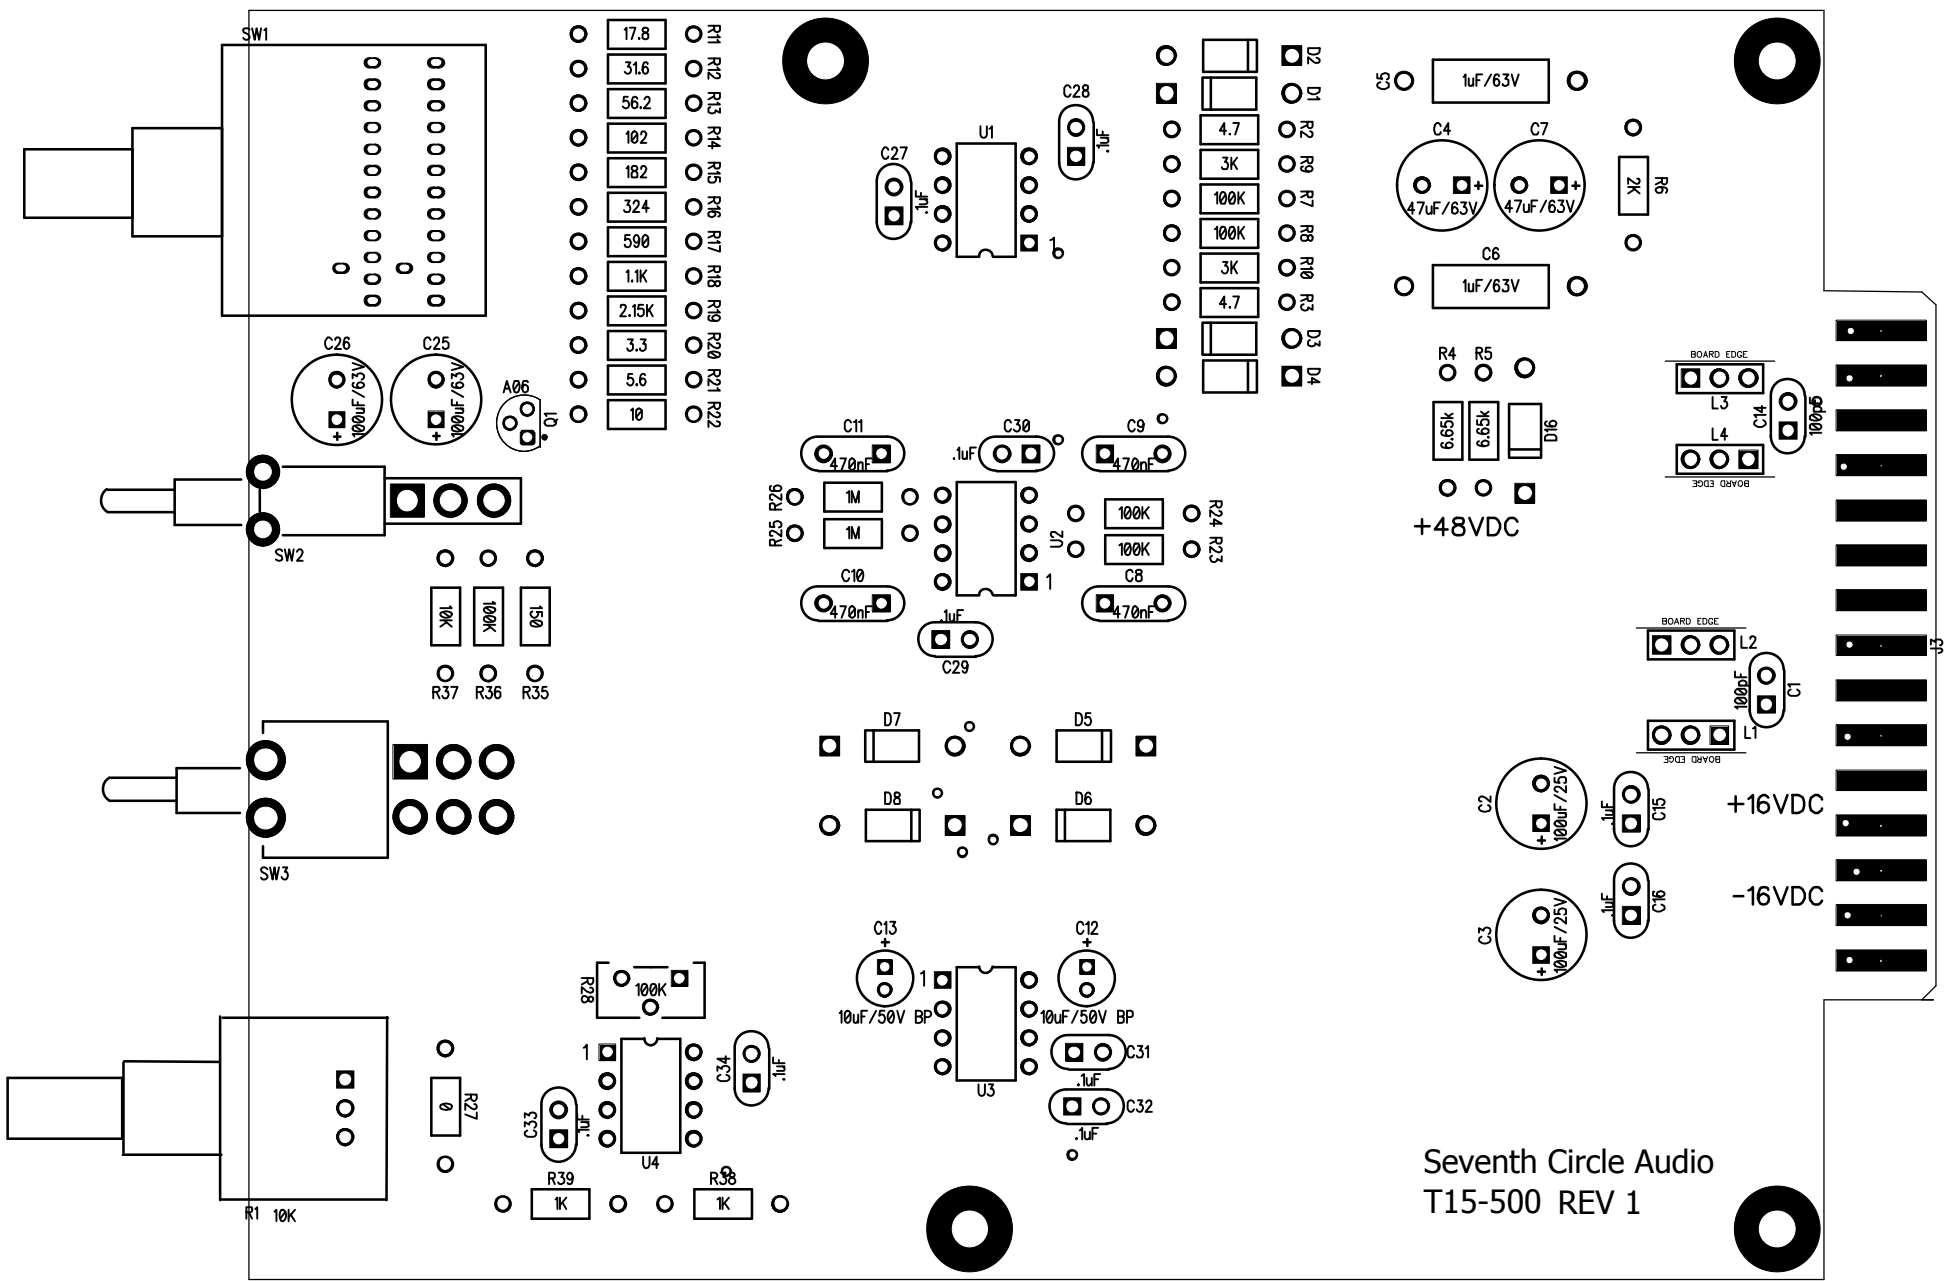 SW1
17.8 R11
31.6 R12
56.2 R13
102 R14
182 R15
324 R16
590 R17
1.1K R18
2.15K R19
3.3 R20
5.6 R21
10 R22
C26
100uF/63V
+
C25
100uF/63V
+
A06
Q1
C27
.1uF
U1
1
C28
.1uF
D2
D1
4.7 R2
3K R9
100K R7
100K R8
3K R10
4.7 R3
D3
D4
C5
1uF/63V
C4
+
47uF/63V
C7
+
47uF/63V
2K R6
C6
1uF/63V
R4
6.65k
R5
6.65k
D16
+48VDC
BOARD EDGE
L3
C14
100pF
L4
BOARD EDGE
SW2
C11
470nF
C30
.1uF
C9
470nF
R26 1M
R25 1M
U2
1
100K R24
100K R23
C10
470nF
C8
470nF
.1uF
C29
10K
R37
100K
R36
150
R35
BOARD EDGE
L2
100pF
C1
L1
BOARD EDGE
J3
D7
D5
D8
D6
SW3
C2
100uF/25V
+
.1uF
C15
+16VDC
C3
100uF/25V
+
.1uF
C16
-16VDC
C13
+
10uF/50V BP
1
U3
C12
+
10uF/50V BP
C31
.1uF
C32
.1uF
R28
100K
1
U4
C34
.1uF
C33
.1uF
0
R27
R39
1K
R38
1K
R1 10K
Seventh Circle Audio
T15-500 REV 1